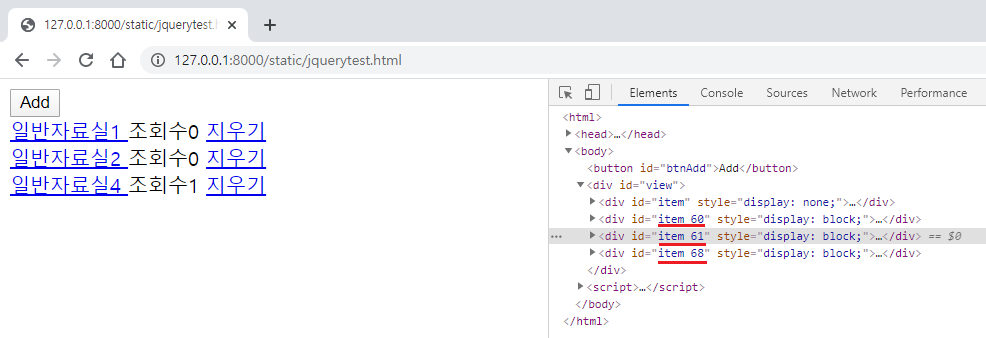 127.0.0.1:8000/static/jquerytest.html
127.0.0.1:8000/static/jquerytest.html
Add
일반자료실1 조회수0 지우기
일반자료실2 조회수0 지우기
일반자료실4 조회수1 지우기
Elements Console Sources Network Performance
<html>
<head>…</head>
<body>
<button id="btnAdd">Add</button>
<div id="view">
<div id="item" style="display: none;">…</div>
<div id="item 60" style="display: block;">…</div>
<div id="item 61" style="display: block;">…</div> == $0
<div id="item 68" style="display: block;">…</div>
</div>
<script>…</script>
</body>
</html>